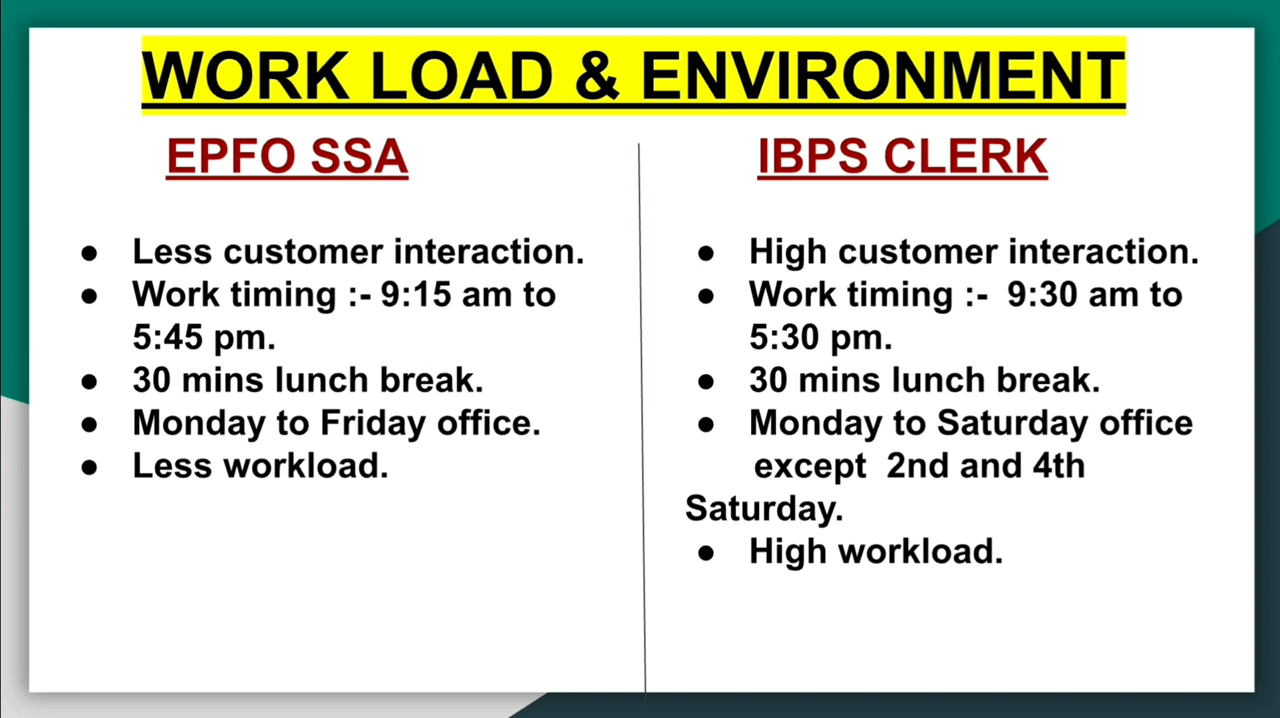 WORK LOAD & ENVIRONMENT
EPFO SSA
● Less customer interaction.
● Work timing :- 9:15 am to
5:45 pm.
● 30 mins lunch break.
● Monday to Friday office.
● Less workload.
IBPS CLERK
● High customer interaction.
● Work timing :- 9:30 am to
5:30 pm.
● 30 mins lunch break.
● Monday to Saturday office
except 2nd and 4th
Saturday.
● High workload.